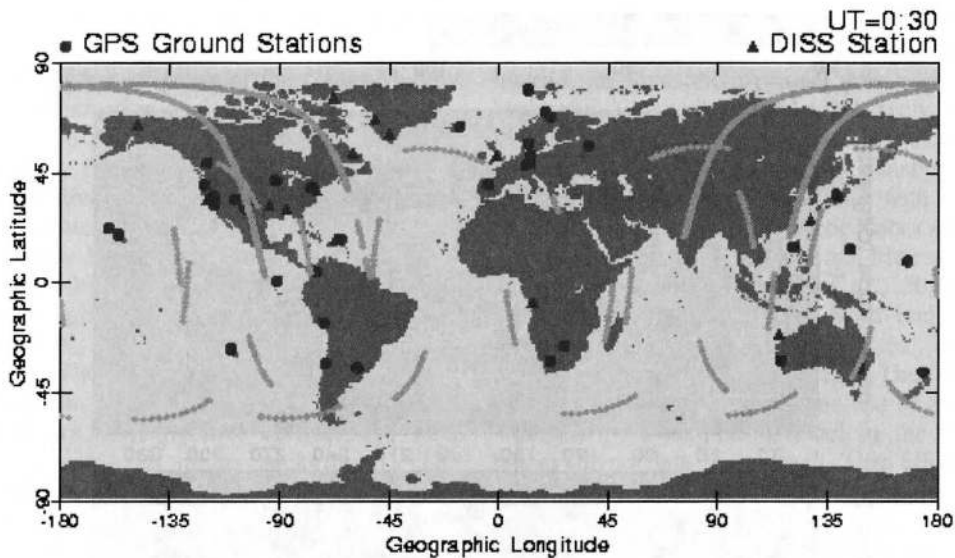 UT=0:30
GPS Ground Stations
DISS Station
90
45
0
-45
-90
Geographic Latitude
-180 -135 -90 -45 0 45 90 135 180
Geographic Longitude